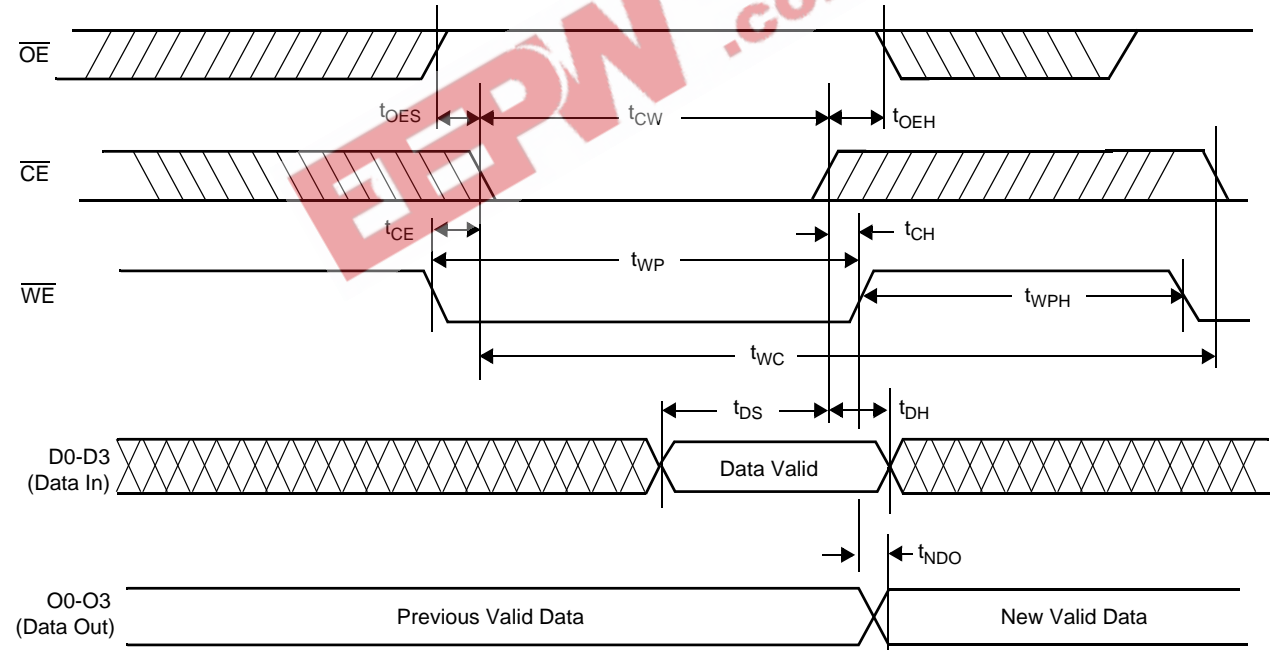 EEPW.co
OE
tOES
tCW
tOEH
CE
tCE
tCH
tWP
WE
tWPH
tWC
tDS
tDH
D0-D3
(Data In)
Data Valid
tNDO
O0-O3
(Data Out)
Previous Valid Data
New Valid Data